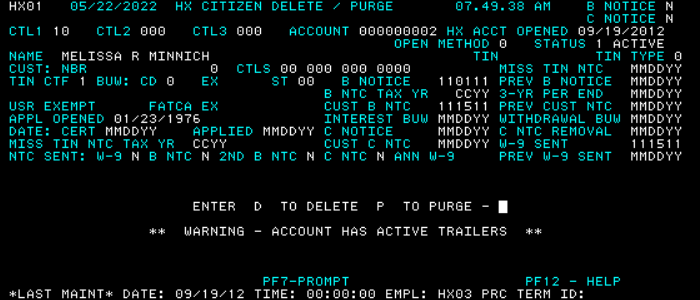 HX01 05/22/2022 HX CITIZEN DELETE / PURGE 07.49.38 AM B NOTICE N
C NOTICE N
CTL1 10 CTL2 000 CTL3 000 ACCOUNT 000000002 HX ACCT OPENED 09/19/2012
OPEN METHOD 0 STATUS 1 ACTIVE
NAME MELISSA R MINNICH TIN TIN TYPE 0
CUST: NBR 0 CTLS 00 000 000 0000 MISS TIN NTC MMDDYY
TIN CTF 1 BUW: CD 0 EX ST 00 B NOTICE 110111 PREV B NOTICE MMDDYY
B NTC TAX YR CCYY 3-YR PER END MMDDYY
USR EXEMPT FATCA EX CUST B NTC 111511 PREV CUST NTC MMDDYY
APPL OPENED 01/23/1976 INTEREST BUW MMDDYY WITHDRAWAL BUW MMDDYY
DATE: CERT MMDDYY APPLIED MMDDYY C NOTICE MMDDYY C NTC REMOVAL MMDDYY
MISS TIN NTC TAX YR CCYY CUST C NTC MMDDYY W-9 SENT 111511
NTC SENT: W-9 N B NTC N 2ND B NTC N C NTC N ANN W-9 PREV W-9 SENT MMDDYY
ENTER D TO DELETE P TO PURGE -
** WARNING - ACCOUNT HAS ACTIVE TRAILERS **
PF7-PROMPT PF12 - HELP
*LAST MAINT* DATE: 09/19/12 TIME: 00:00:00 EMPL: HX03 PRC TERM ID: